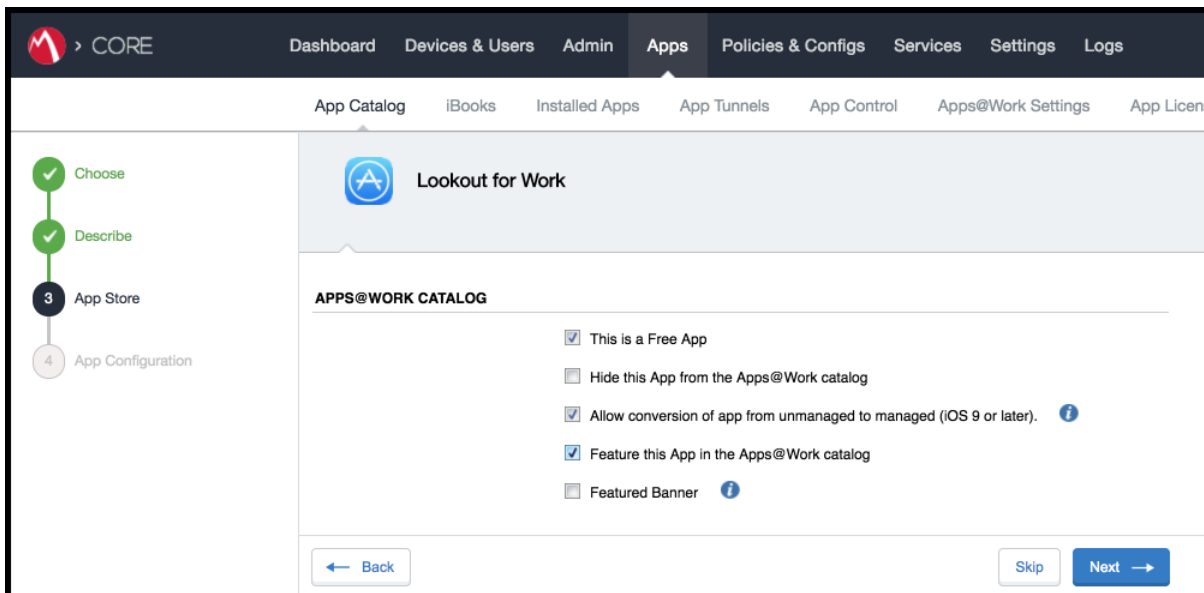 › CORE
Dashboard Devices & Users Admin Apps Policies & Configs Services Settings Logs
App Catalog iBooks Installed Apps App Tunnels App Control Apps@Work Settings App Licen
Choose
Describe
3 App Store
4 App Configuration
Lookout for Work
APPS@WORK CATALOG
This is a Free App
Hide this App from the Apps@Work catalog
Allow conversion of app from unmanaged to managed (iOS 9 or later). i
Feature this App in the Apps@Work catalog
Featured Banner i
← Back Skip Next →